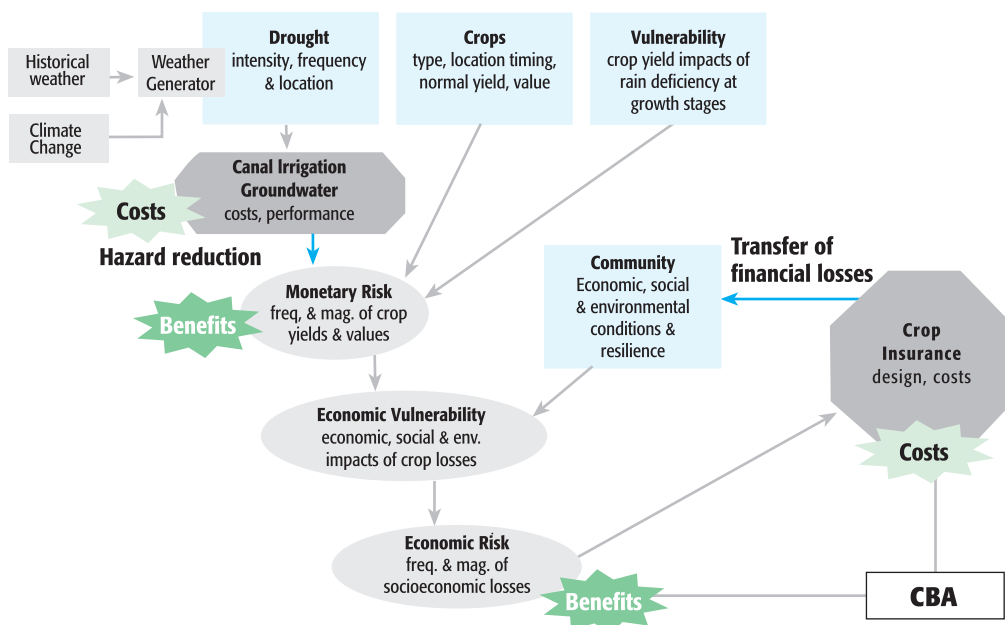 Historical
weather
Weather
Generator
Climate
Change
Drought
intensity, frequency
& location
Crops
type, location timing,
normal yield, value
Vulnerability
crop yield impacts of
rain deficiency at
growth stages
Canal Irrigation
Groundwater
costs, performance
Costs
Hazard reduction
Monetary Risk
freq, & mag. of crop
yields & values
Benefits
Community
Economic, social
& environmental
conditions &
resilience
Transfer of
financial losses
Crop
Insurance
design, costs
Costs
Economic Vulnerability
economic, social & env.
impacts of crop losses
Economic Risk
freq. & mag. of
socioeconomic losses
Benefits
CBA